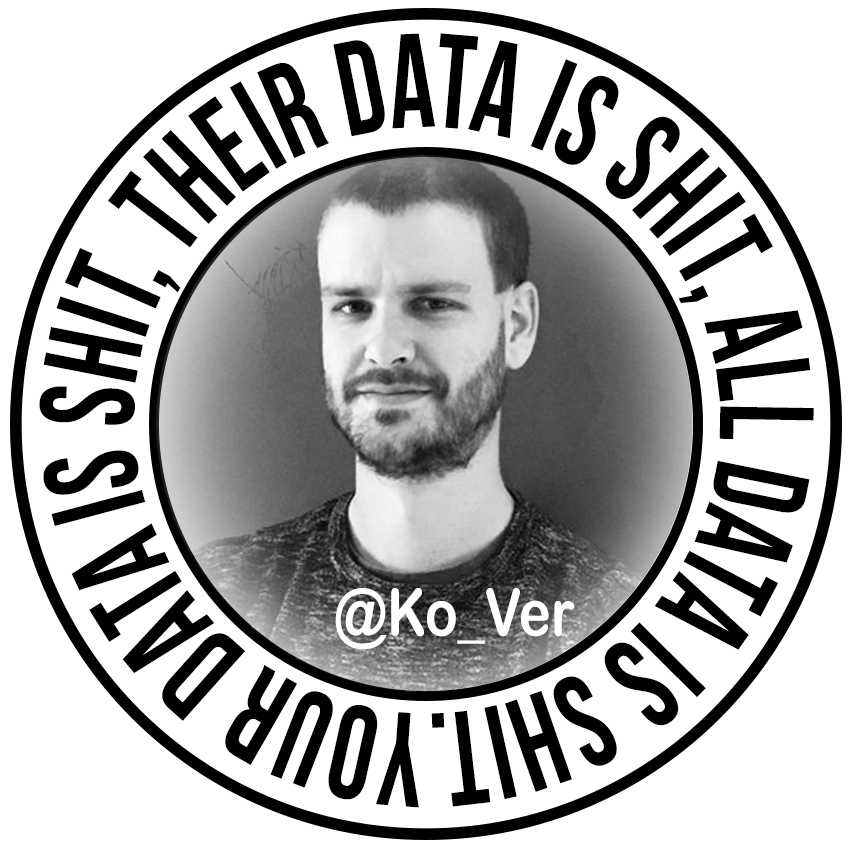 YOUR DATA IS SHIT, THEIR DATA IS SHIT, ALL DATA IS SHIT.
@Ko_Ver